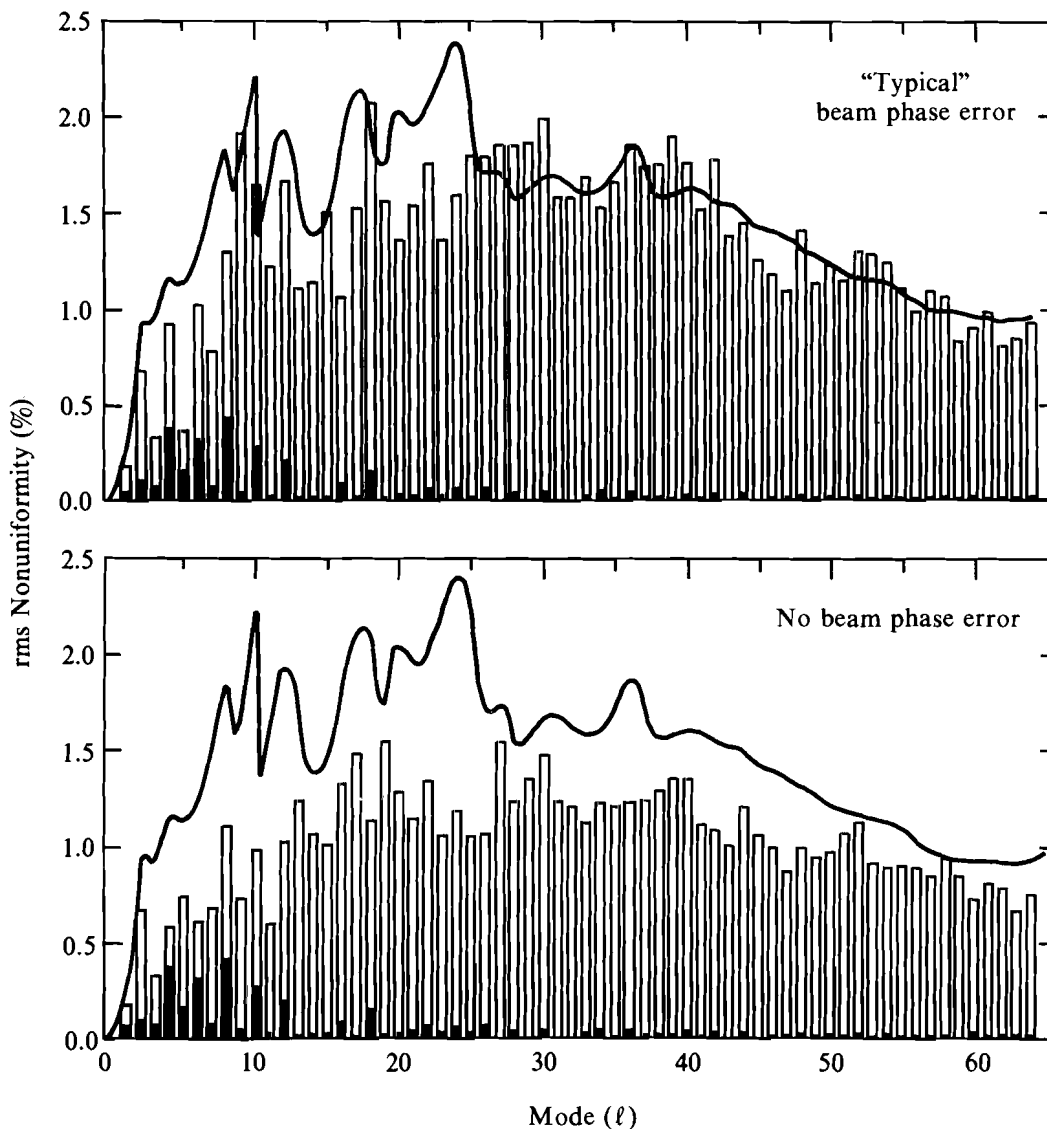 2.5
2.0
1.5
1.0
0.5
0.0
“Typical”
beam phase error
rms Nonuniformity (%)
2.5
2.0
1.5
1.0
0.5
0.0
No beam phase error
0 10 20 30 40 50 60
Mode (ℓ)